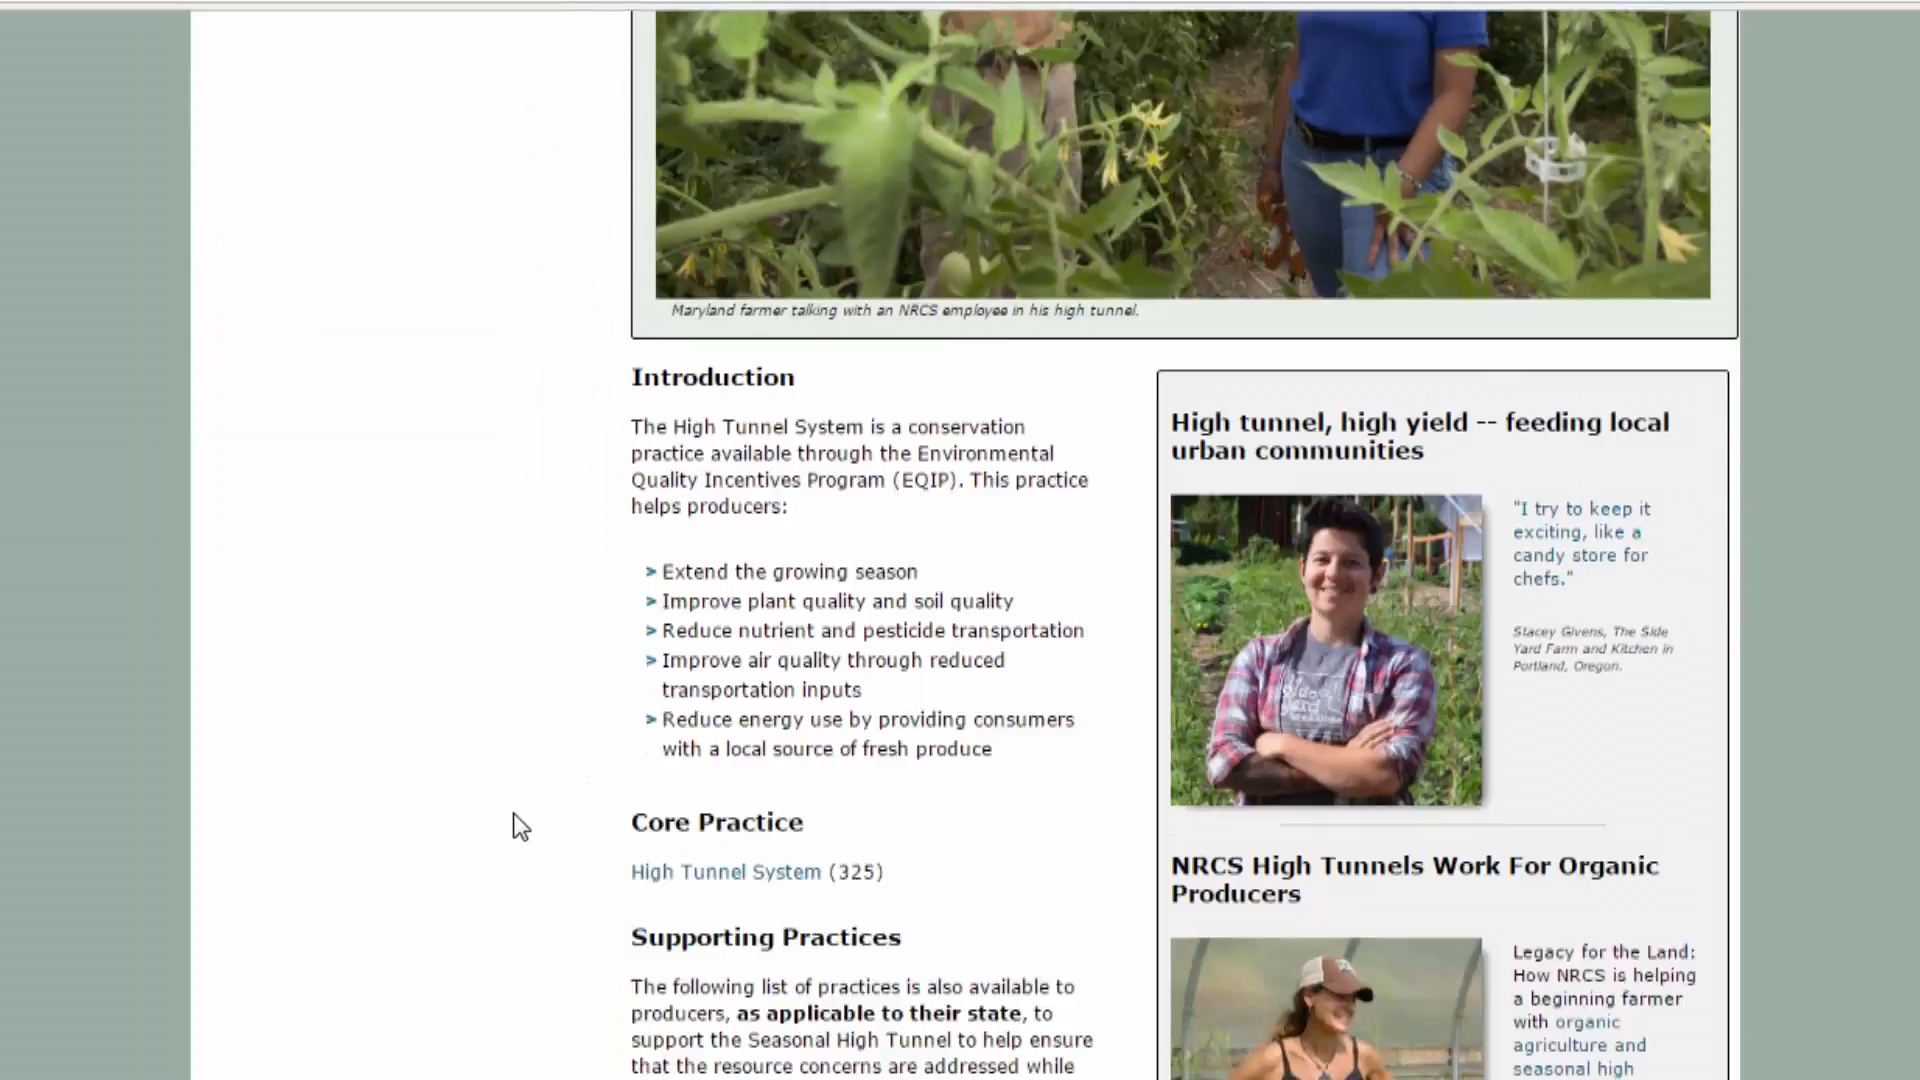 Maryland farmer talking with an NRCS employee in his high tunnel.
Introduction
The High Tunnel System is a conservation
practice available through the Environmental
Quality Incentives Program (EQIP). This practice
helps producers:
> Extend the growing season
> Improve plant quality and soil quality
> Reduce nutrient and pesticide transportation
> Improve air quality through reduced
transportation inputs
> Reduce energy use by providing consumers
with a local source of fresh produce
Core Practice
High Tunnel System (325)
Supporting Practices
The following list of practices is also available to
producers, as applicable to their state, to
support the Seasonal High Tunnel to help ensure
that the resource concerns are addressed while
High tunnel, high yield -- feeding local
urban communities
"I try to keep it
exciting, like a
candy store for
chefs."
Stacey Givens, The Side
Yard Farm and Kitchen in
Portland, Oregon.
NRCS High Tunnels Work For Organic
Producers
Legacy for the Land:
How NRCS is helping
a beginning farmer
with organic
agriculture and
seasonal high